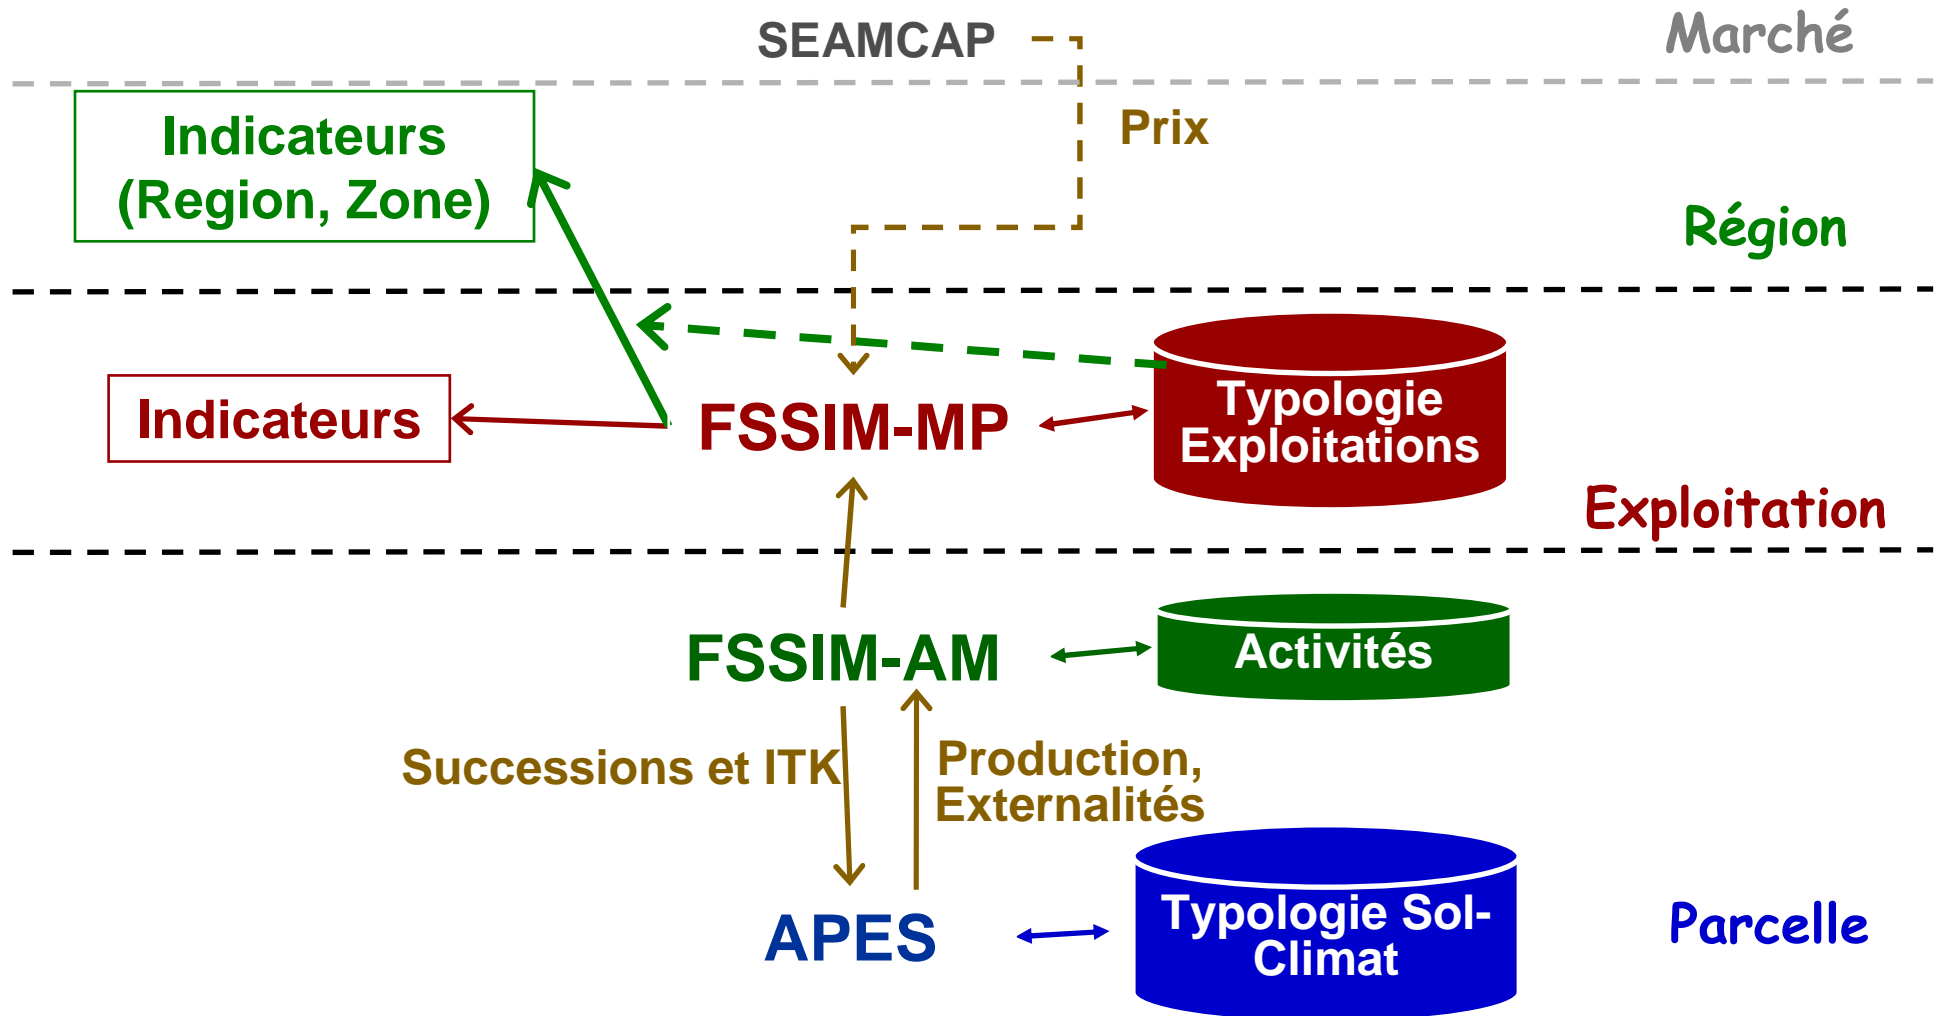 SEAMCAP
Marché
Indicateurs
(Region, Zone)
Prix
Région
Indicateurs
FSSIM-MP
Typologie
Exploitations
Exploitation
FSSIM-AM
Activités
Successions et ITK
Production,
Externalités
APES
Typologie Sol-
Climat
Parcelle